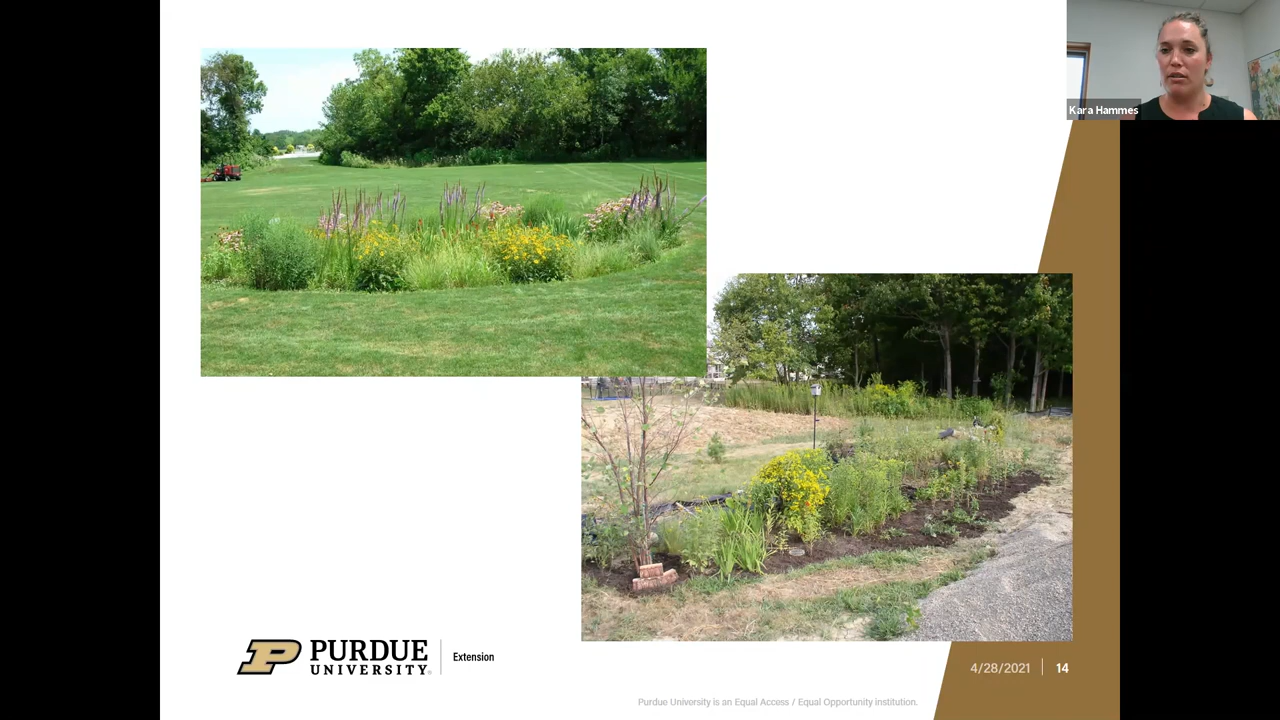 Kara Hammes
PURDUE
UNIVERSITY®
Extension
4/28/2021 14
Purdue University is an Equal Access / Equal Opportunity institution.